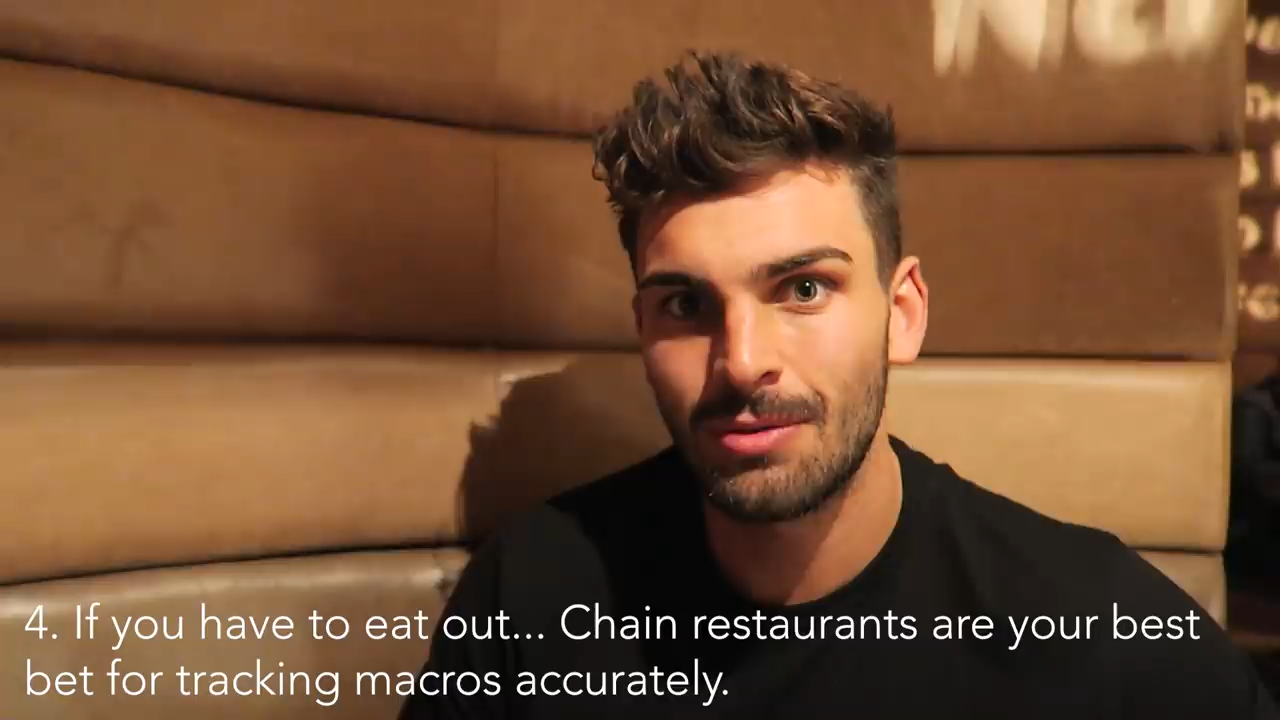 4. If you have to eat out... Chain restaurants are your best
bet for tracking macros accurately.